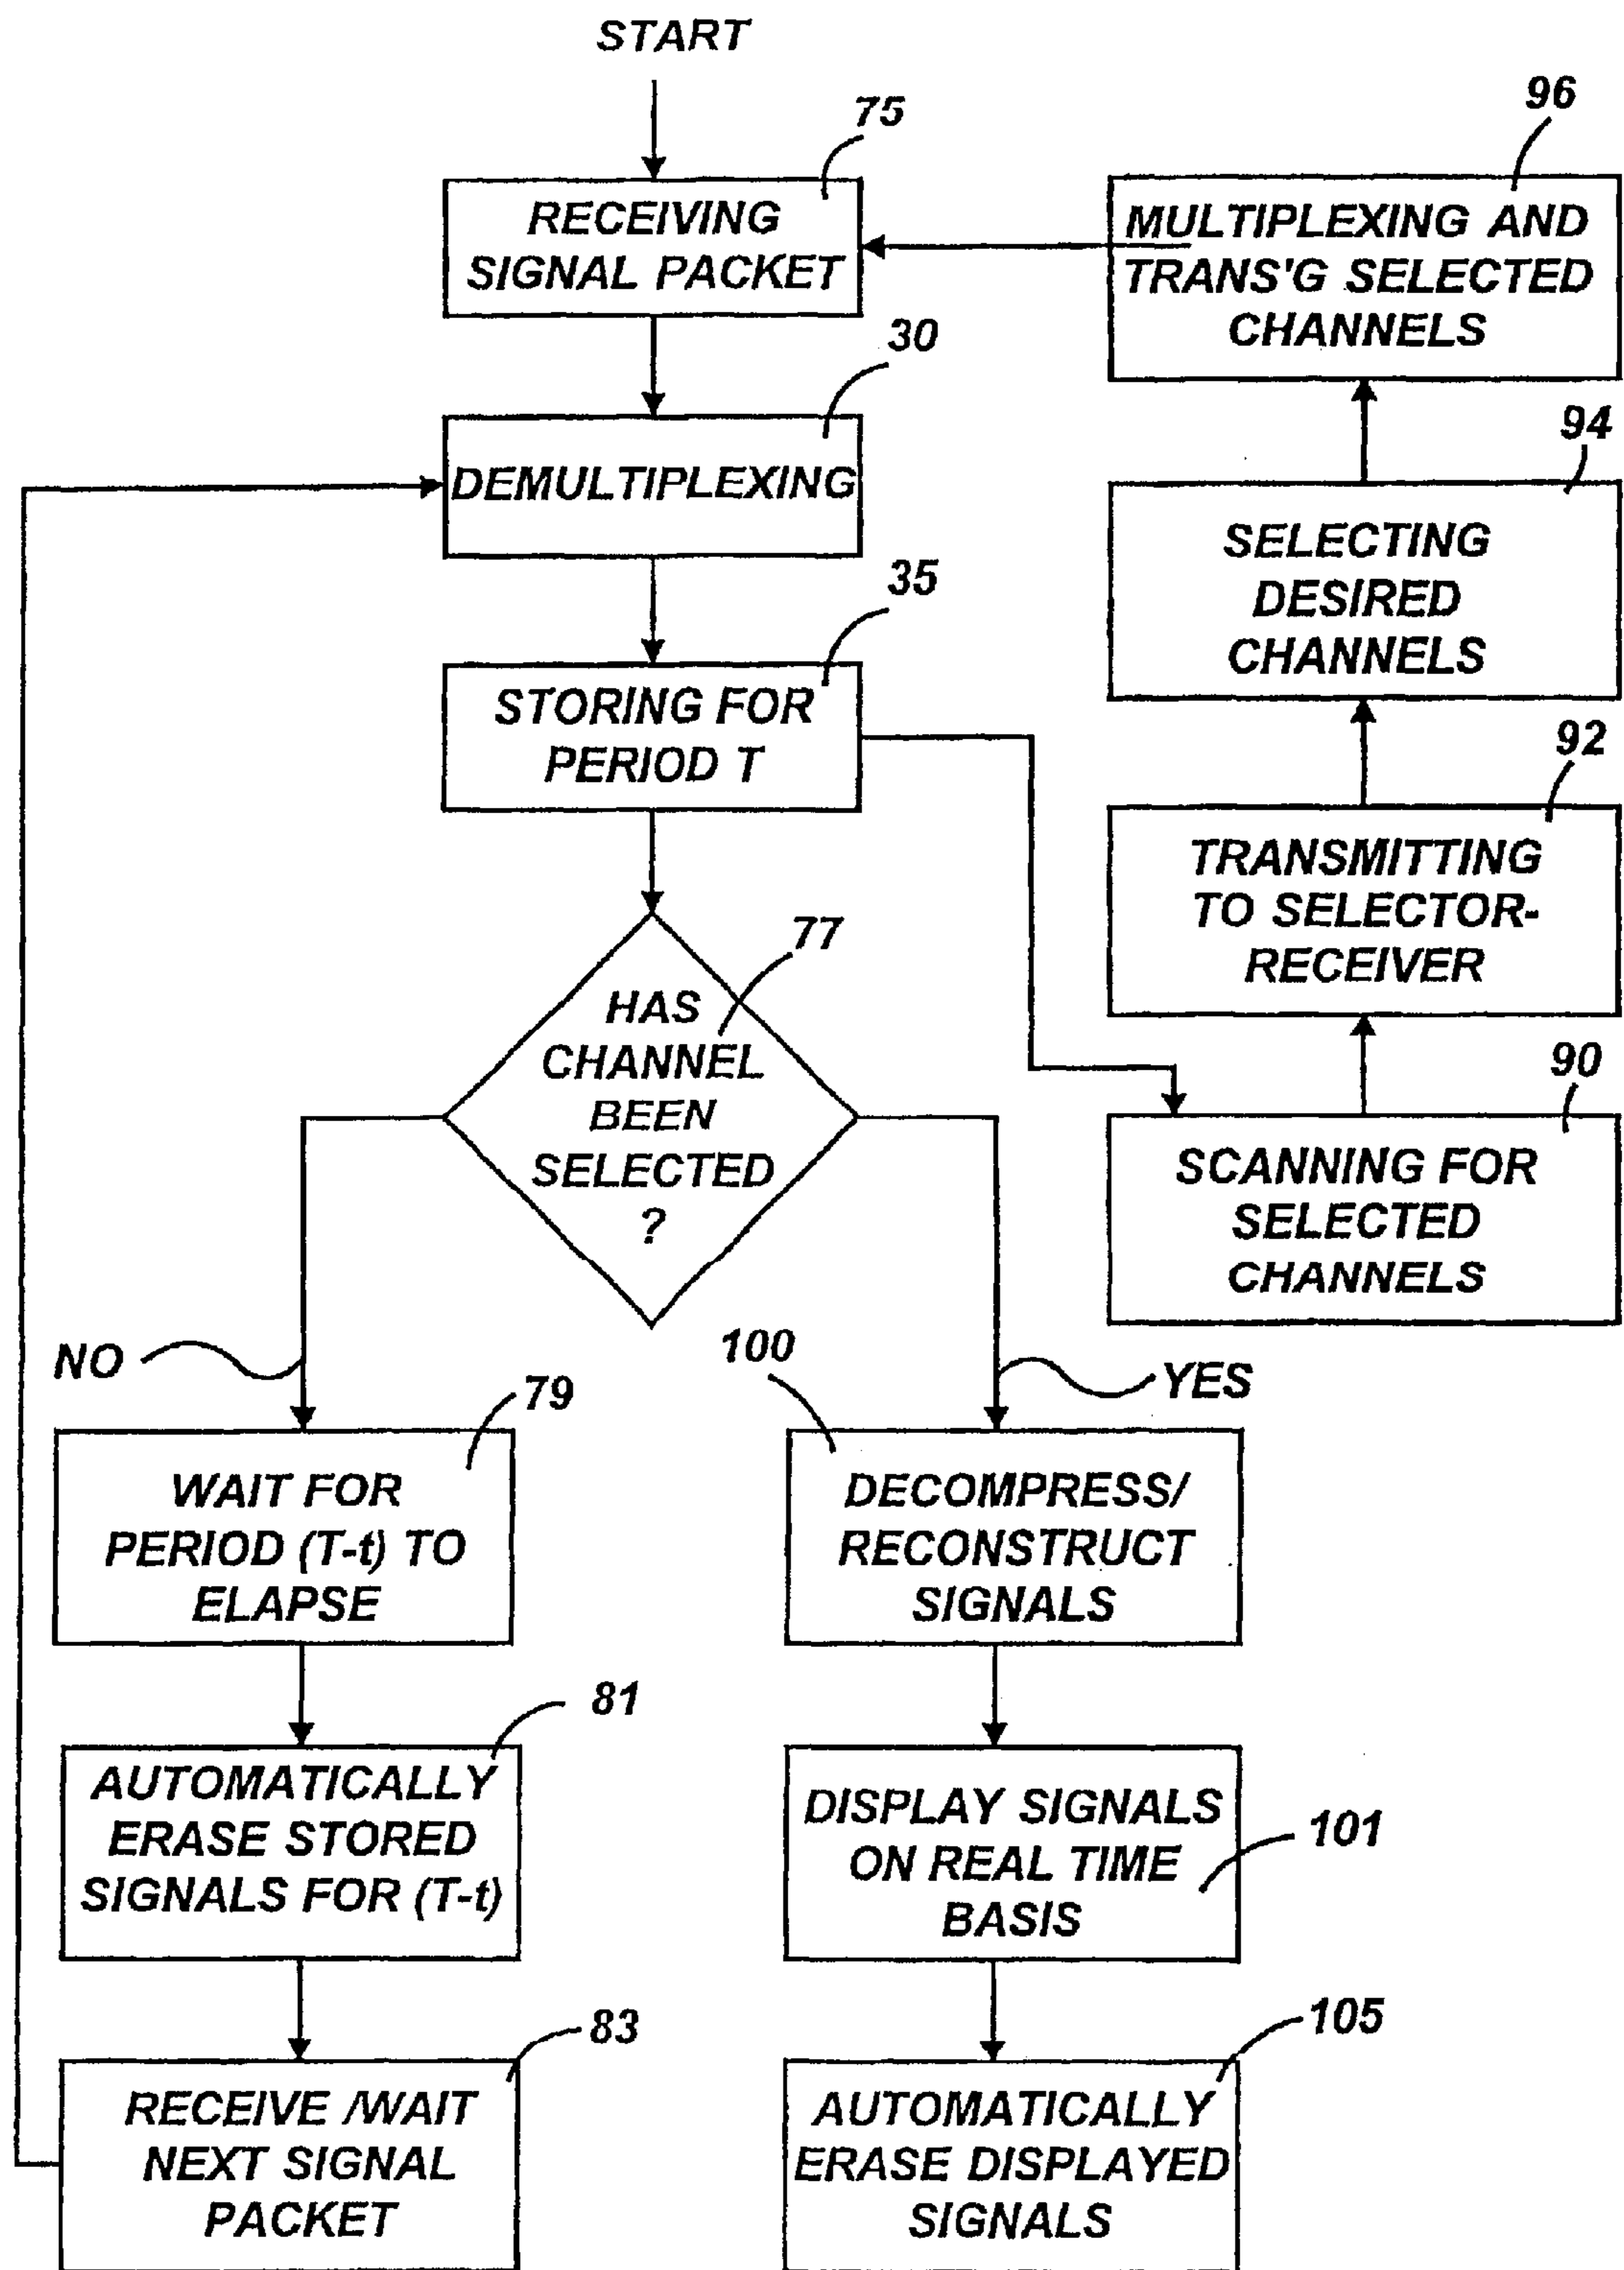 START
75
RECEIVING
SIGNAL PACKET
30
DEMULTIPLEXING
35
STORING FOR
PERIOD T
77
HAS
CHANNEL
BEEN
SELECTED
?
NO
79
WAIT FOR
PERIOD (T-t) TO
ELAPSE
81
AUTOMATICALLY
ERASE STORED
SIGNALS FOR (T-t)
83
RECEIVE /WAIT
NEXT SIGNAL
PACKET
YES
100
DECOMPRESS/
RECONSTRUCT
SIGNALS
DISPLAY SIGNALS
ON REAL TIME
BASIS
101
105
AUTOMATICALLY
ERASE DISPLAYED
SIGNALS
96
MULTIPLEXING AND
TRANS'G SELECTED
CHANNELS
94
SELECTING
DESIRED
CHANNELS
92
TRANSMITTING
TO SELECTOR-
RECEIVER
90
SCANNING FOR
SELECTED
CHANNELS